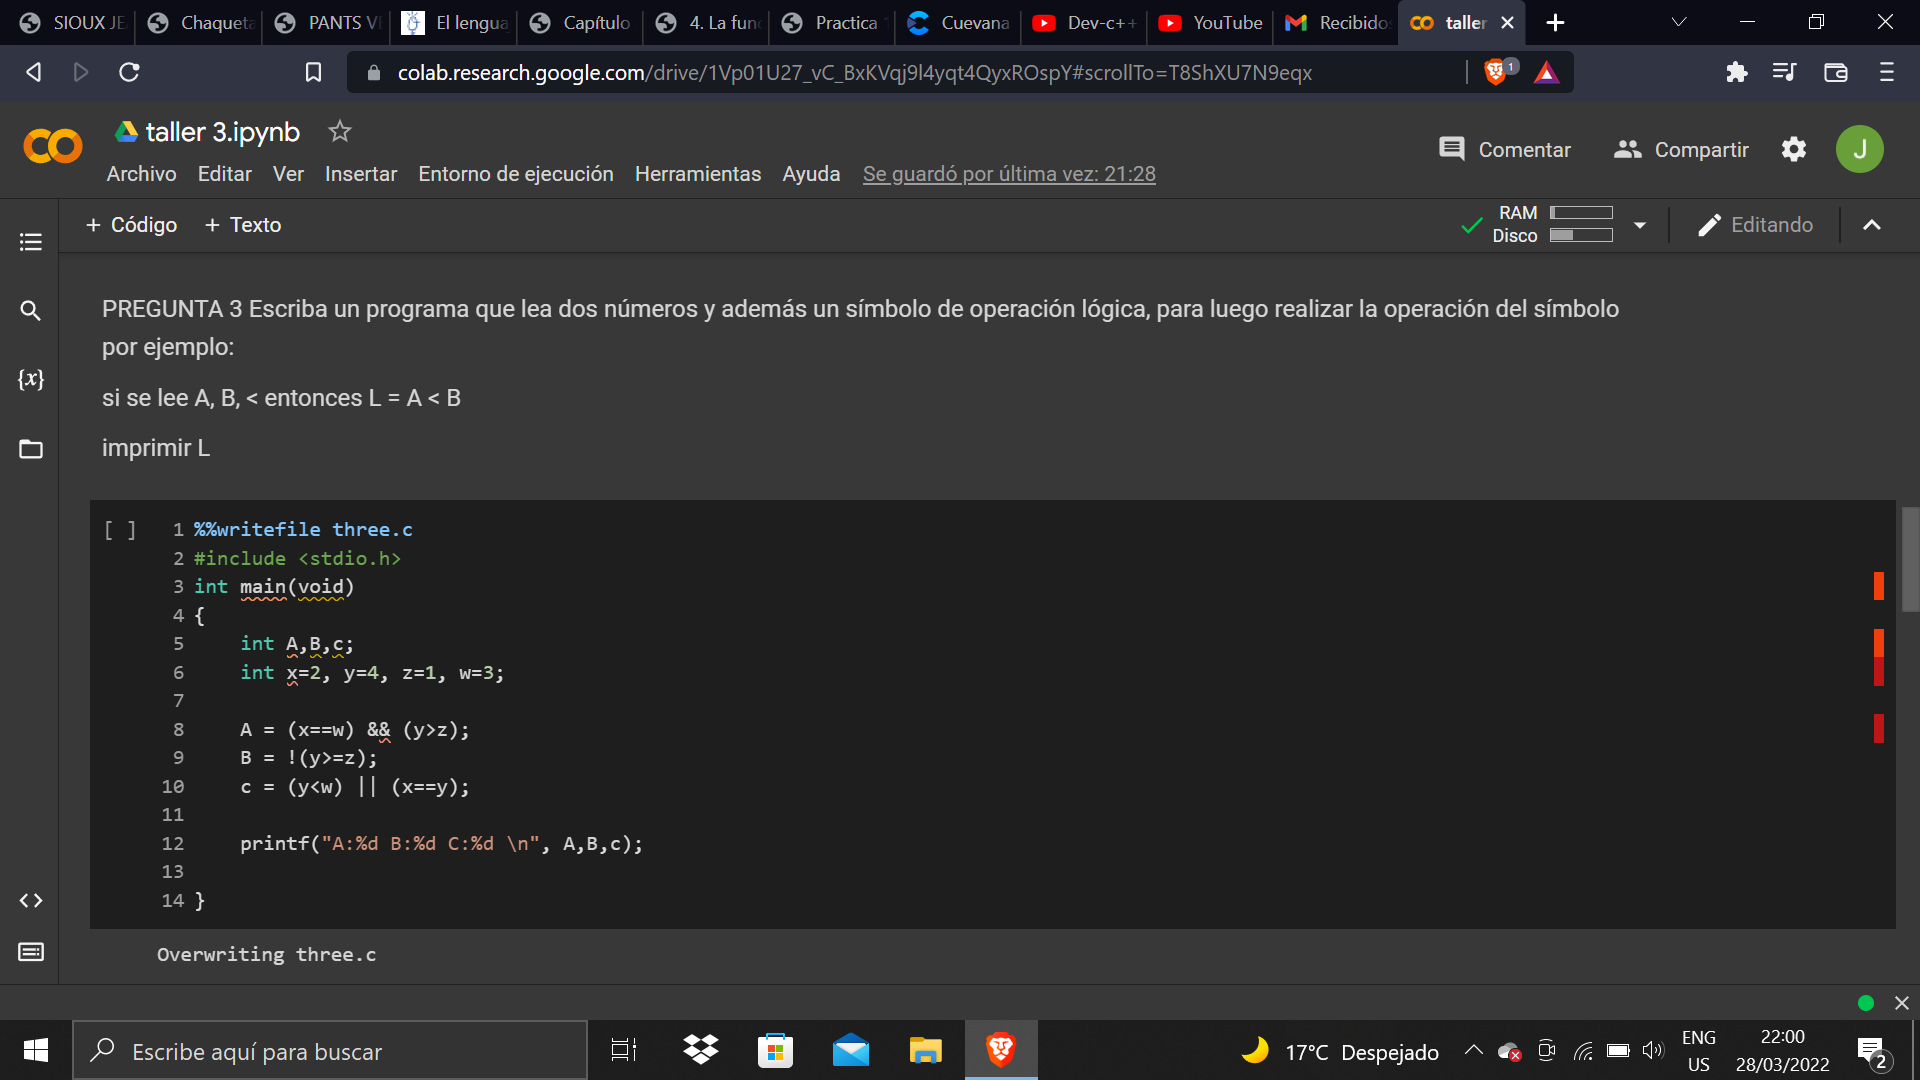 SIOUX JE Chaqueta PANTS VE El lengua Capítulo 4. La fun Practica Cuevana Dev-c++ YouTube Recibidos taller
colab.research.google.com/drive/1Vp01U27_vC_BxKVqj9l4yqt4QyxROspY#scrollTo=T8ShXU7N9eqx 1
taller 3.ipynb
Comentar Compartir J
Archivo Editar Ver Insertar Entorno de ejecución Herramientas Ayuda Se guardó por última vez: 21:28
+ Código + Texto
RAM
Disco
Editando
PREGUNTA 3 Escriba un programa que lea dos números y además un símbolo de operación lógica, para luego realizar la operación del símbolo
por ejemplo:
si se lee A, B, < entonces L = A < B
imprimir L
[ ] 1 %%writefile three.c
2 #include <stdio.h>
3 int main(void)
4 {
5     int A,B,c;
6     int x=2, y=4, z=1, w=3;
7
8     A = (x==w) && (y>z);
9     B = !(y>=z);
10     c = (y<w) || (x==y);
11
12     printf("A:%d B:%d C:%d \n", A,B,c);
13
14 }
Overwriting three.c
Escribe aquí para buscar
17°C Despejado
ENG
US
22:00
28/03/2022
2